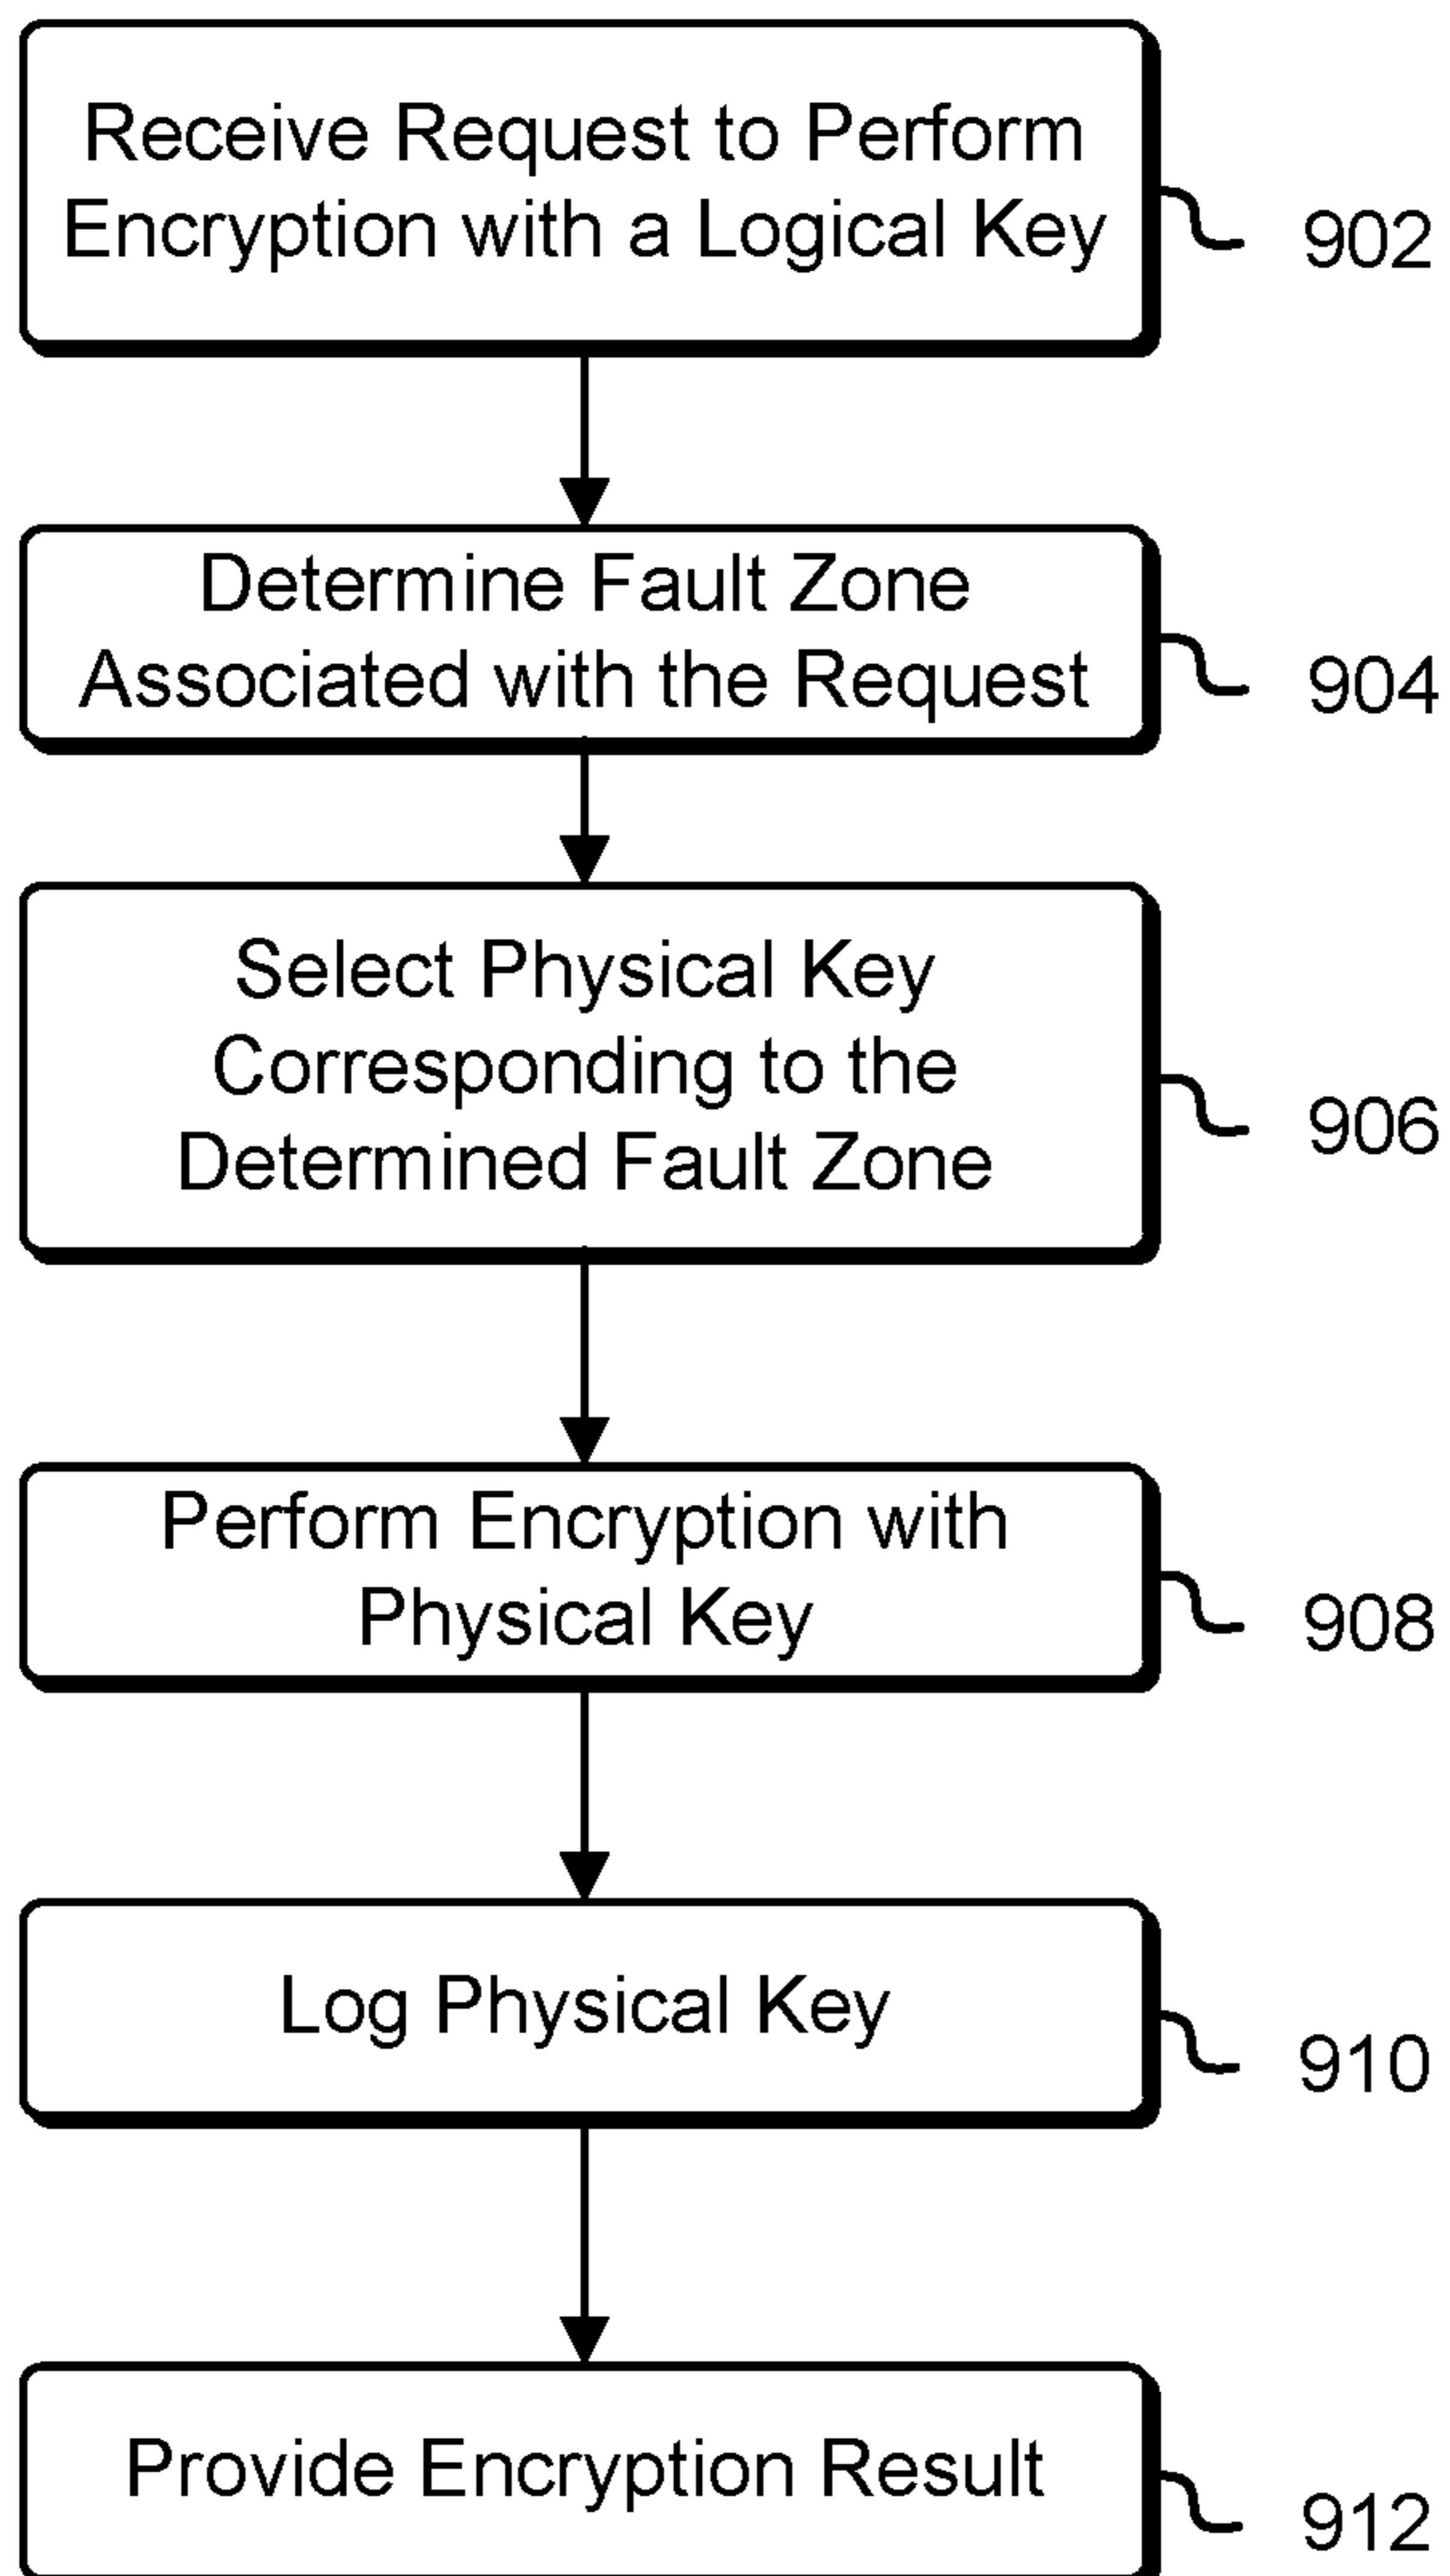 Receive Request to Perform
Encryption with a Logical Key
902
Determine Fault Zone
Associated with the Request
904
Select Physical Key
Corresponding to the
Determined Fault Zone
906
Perform Encryption with
Physical Key
908
Log Physical Key
910
Provide Encryption Result
912